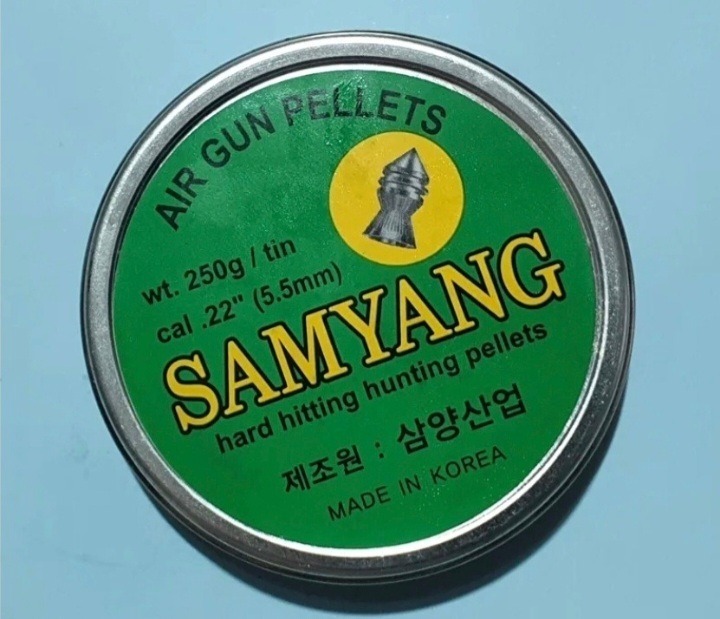 AIR GUN PELLETS
wt. 250g / tin
cal .22" (5.5mm)
SAMYANG
hard hitting hunting pellets
제조원 : 삼양산업
MADE IN KOREA